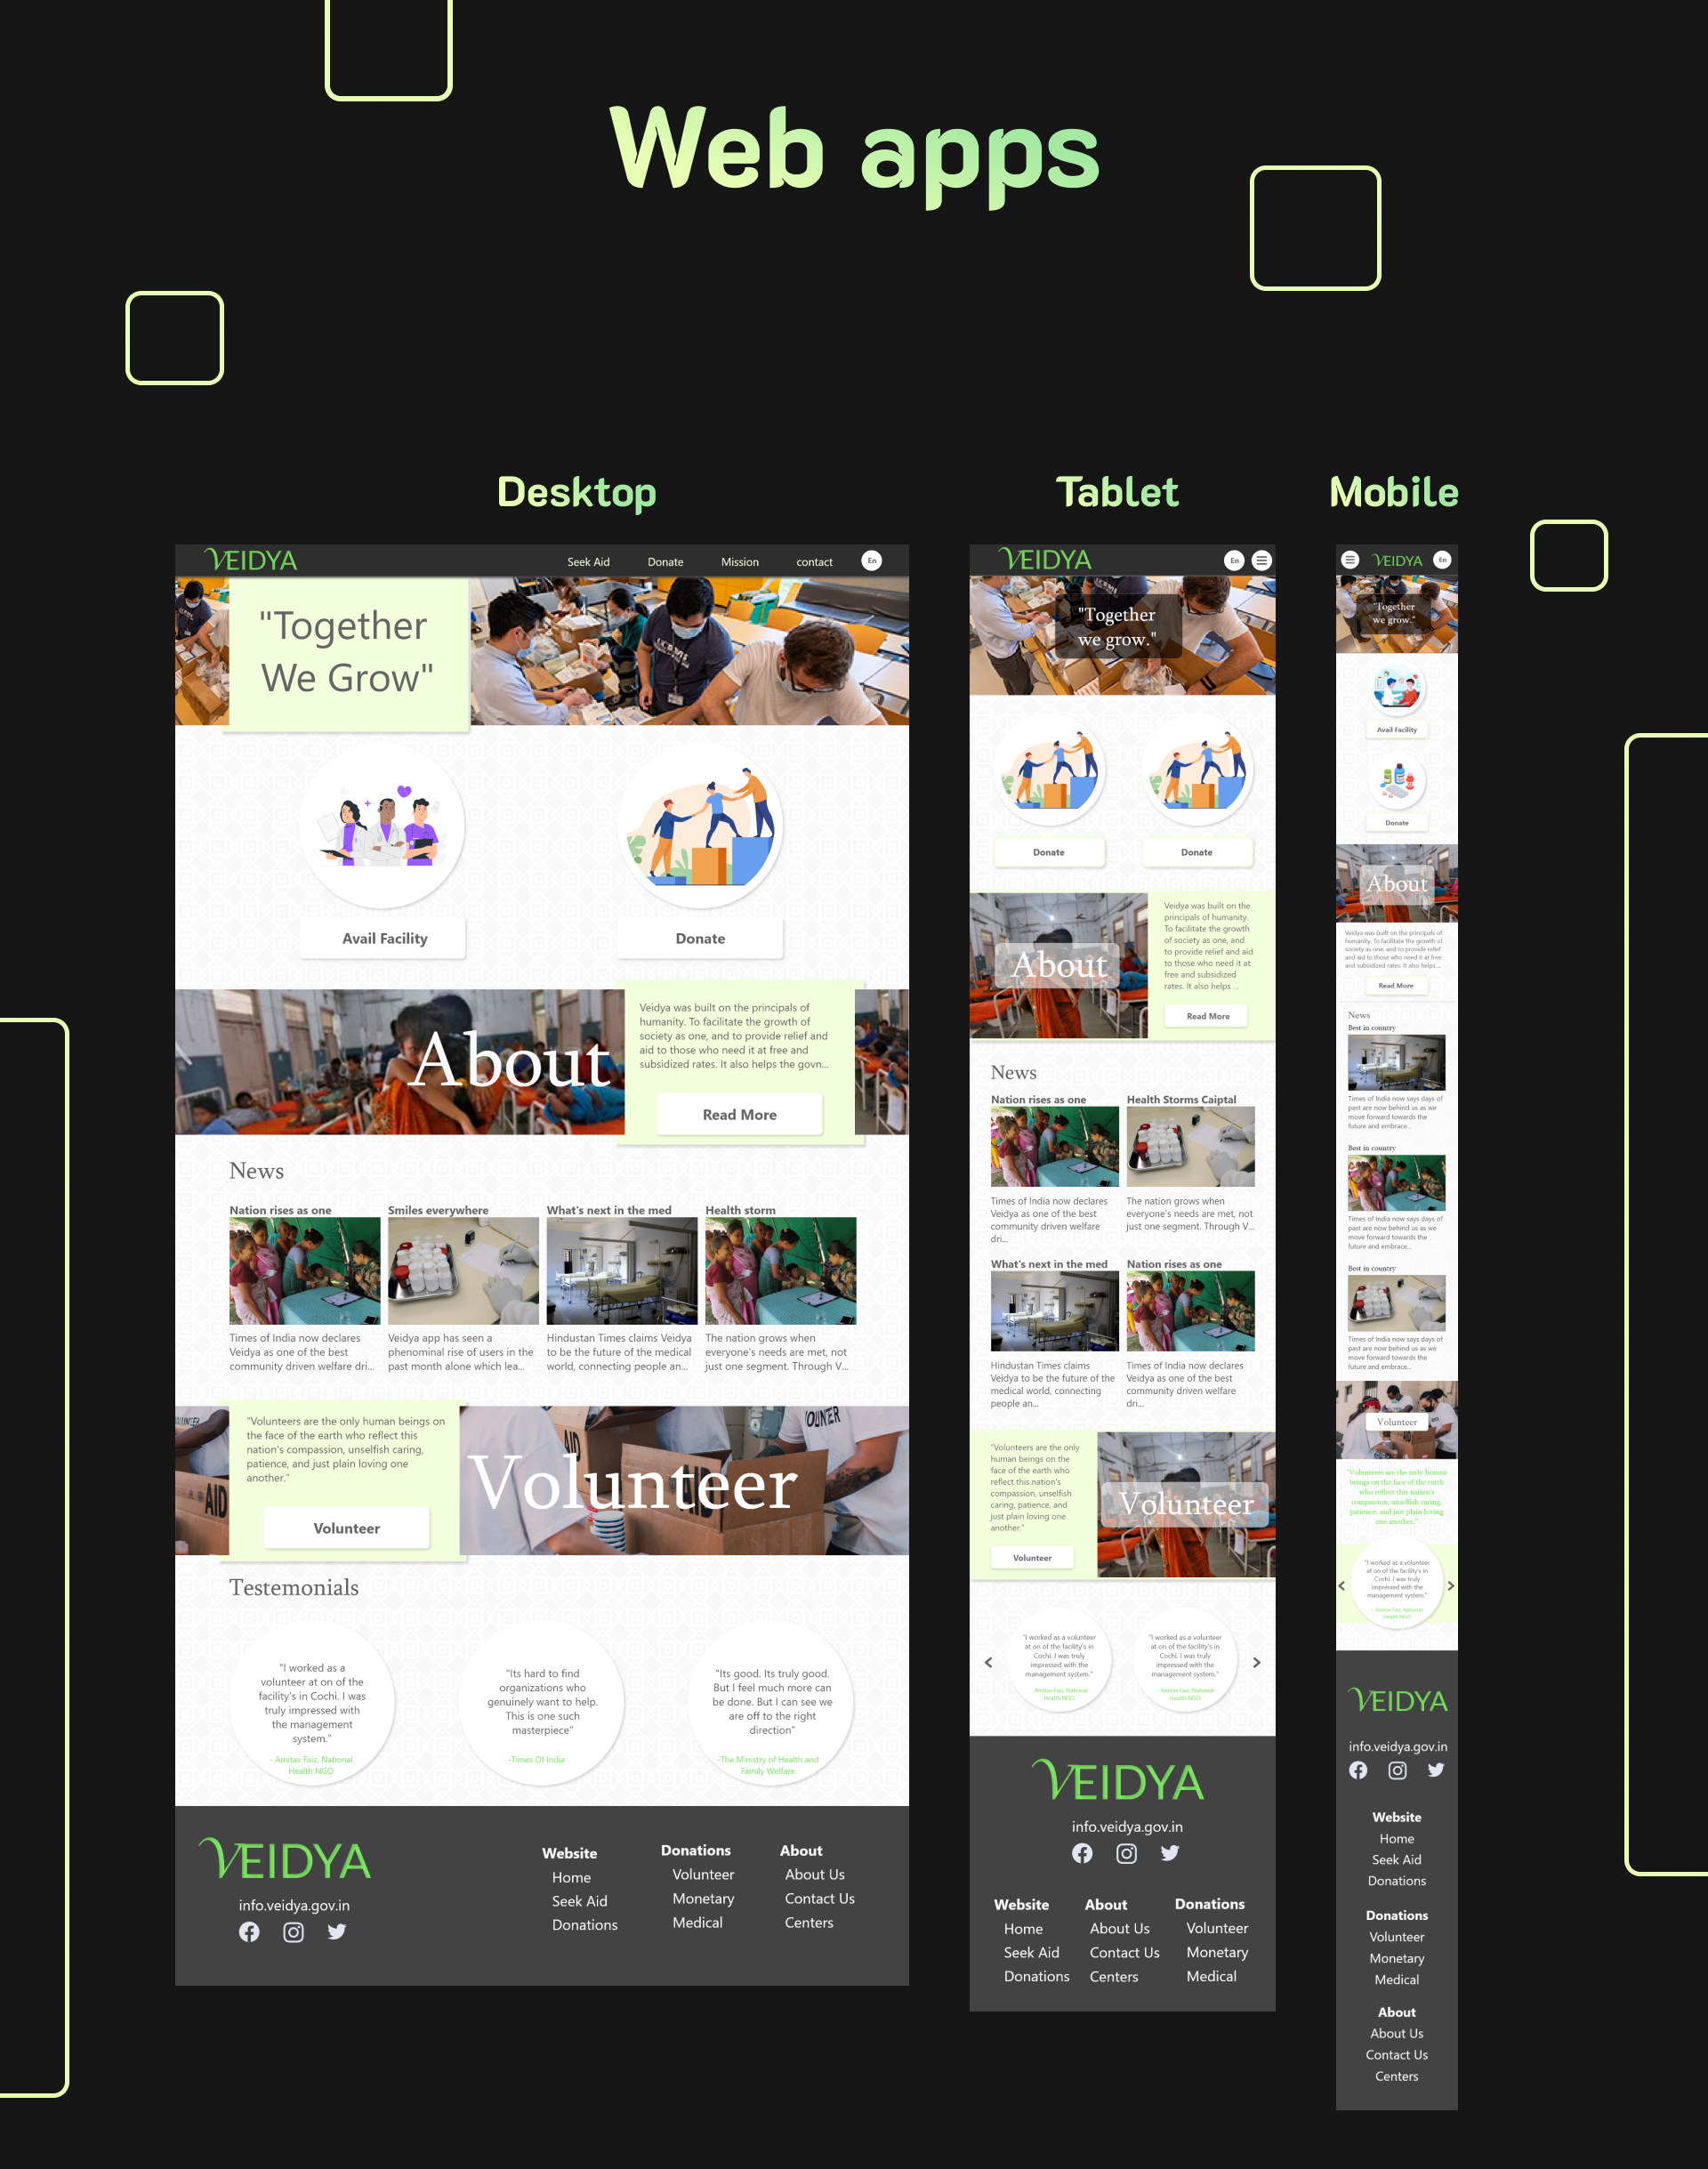 Web apps
Desktop
VEIDYA
Seek Aid
Donate
Mission
contact
En
"Together
We Grow"
Avail Facility
Donate
About
Veidya was built on the principals of
humanity. To facilitate the growth of
society as one, and to provide relief and
aid to those who need it at free and
subsidized rates. It also helps the govn...
Read More
News
Nation rises as one
Times of India now declares
Veidya as one of the best
community driven welfare dri...
Smiles everywhere
Veidya app has seen a
phenominal rise of users in the
past month alone which lea...
What's next in the med
Hindustan Times claims Veidya
to be the future of the medical
world, connecting people an...
Health storm
The nation grows when
everyone's needs are met, not
just one segment. Through V...
"Volunteers are the only human beings on
the face of the earth who reflect this
nation's compassion, unselfish caring,
patience, and just plain loving one
another."
Volunteer
AID
AID
Volunteer
Testemonials
"I worked as a
volunteer at on of the
facility's in Cochi. I was
truly impressed with
the management
system."
- Amitav Faiz, National
Health NGO
"Its hard to find
organizations who
genuinely want to help.
This is one such
masterpiece"
-Times Of India
"Its good. Its truly good.
But I feel much more can
be done. But I can see we
are off to the right
direction"
-The Ministry of Health and
Family Welfare
VEIDYA
info.veidya.gov.in
Website
Home
Seek Aid
Donations
Donations
Volunteer
Monetary
Medical
About
About Us
Contact Us
Centers
Tablet
VEIDYA
En
"Together
we grow."
Donate
Donate
About
Veidya was built on the
principals of humanity.
To facilitate the growth
of society as one, and
to provide relief and aid
to those who need it at
free and subsidized
rates. It also helps ...
Read More
News
Nation rises as one
Times of India now declares
Veidya as one of the best
community driven welfare
dri...
Health Storms Caiptal
The nation grows when
everyone's needs are met, not
just one segment. Through V...
What's next in the med
Hindustan Times claims
Veidya to be the future of the
medical world, connecting
people an...
Nation rises as one
Times of India now declares
Veidya as one of the best
community driven welfare
dri...
"Volunteers are the only
human beings on the
face of the earth who
reflect this nation's
compassion, unselfish
caring, patience, and
just plain loving one
another."
Volunteer
Volunteer
"I worked as a volunteer
at on of the facility's in
Cochi. I was truly
impressed with the
management system."
- Amitav Faiz, National
Health NGO
"I worked as a volunteer
at on of the facility's in
Cochi. I was truly
impressed with the
management system."
- Amitav Faiz, National
Health NGO
VEIDYA
info.veidya.gov.in
Website
Home
Seek Aid
Donations
About
About Us
Contact Us
Centers
Donations
Volunteer
Monetary
Medical
Mobile
VEIDYA
En
"Together
we grow."
Avail Facility
Donate
About
Veidya was built on the principals of
humanity. To facilitate the growth of
society as one, and to provide relief
and aid to those who need it at free
and subsidized rates. It also helps ...
Read More
News
Best in country
Times of India now says days of
past are now behind us as we
move forward towards the
future and embrace...
Best in country
Times of India now says days of
past are now behind us as we
move forward towards the
future and embrace...
Best in country
Times of India now says days of
past are now behind us as we
move forward towards the
future and embrace...
Volunteer
"Volunteers are the only human
beings on the face of the earth
who reflect this nation's
compassion, unselfish caring,
patience, and just plain loving
one another."
"I worked as a volunteer
at on of the facility's in
Cochi. I was truly
impressed with the
management system."
- Amitav Faiz, National
Health NGO
VEIDYA
info.veidya.gov.in
Website
Home
Seek Aid
Donations
Donations
Volunteer
Monetary
Medical
About
About Us
Contact Us
Centers